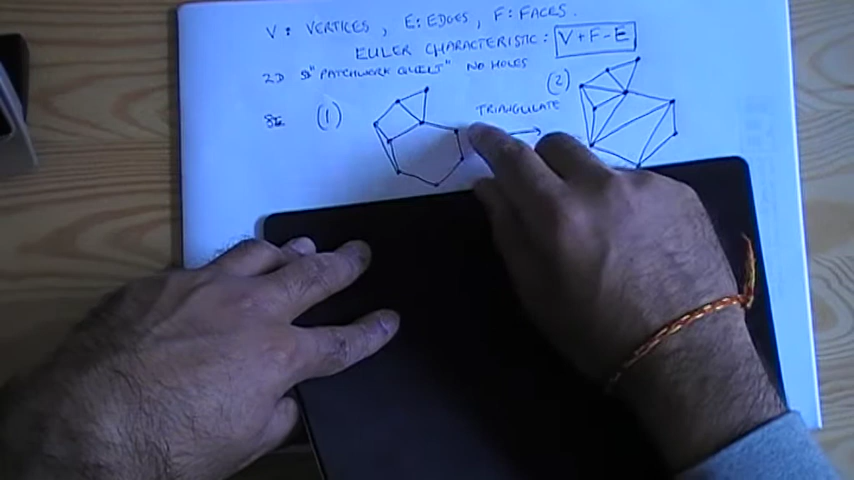 V: VERTICES, E: EDGES, F: FACES.
EULER CHARACTERISTIC: V+F-E
2D "PATCHWORK QUILT" NO HOLES
(1) TRIANGULATE (2)